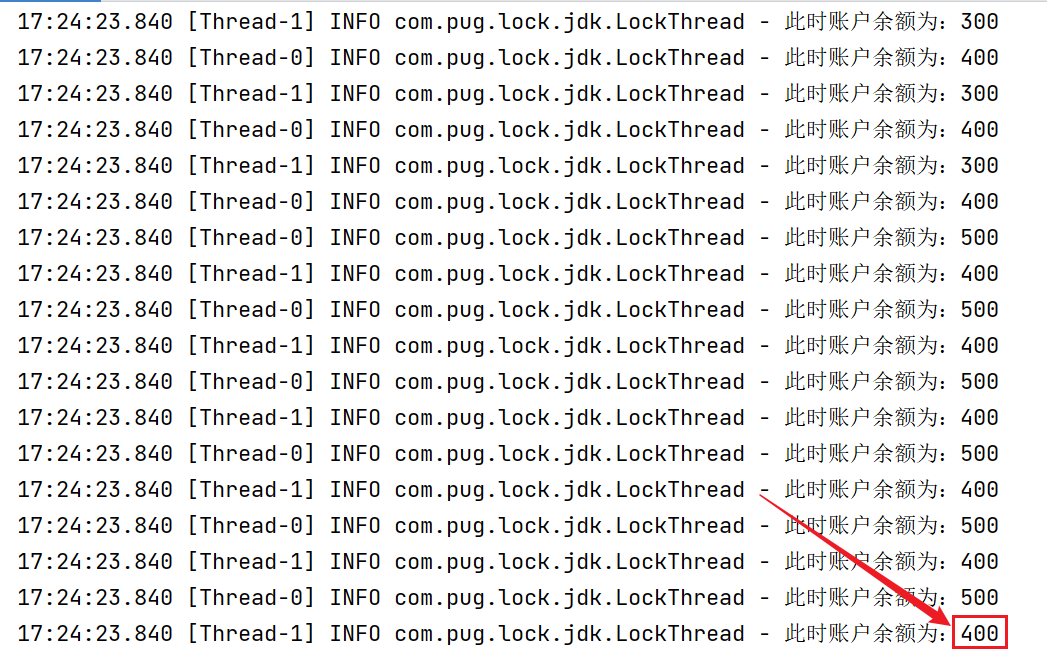 17:24:23.840 [Thread-1] INFO com.pug.lock.jdk.LockThread - 此时账户余额为：300
17:24:23.840 [Thread-0] INFO com.pug.lock.jdk.LockThread - 此时账户余额为：400
17:24:23.840 [Thread-1] INFO com.pug.lock.jdk.LockThread - 此时账户余额为：300
17:24:23.840 [Thread-0] INFO com.pug.lock.jdk.LockThread - 此时账户余额为：400
17:24:23.840 [Thread-1] INFO com.pug.lock.jdk.LockThread - 此时账户余额为：300
17:24:23.840 [Thread-0] INFO com.pug.lock.jdk.LockThread - 此时账户余额为：400
17:24:23.840 [Thread-0] INFO com.pug.lock.jdk.LockThread - 此时账户余额为：500
17:24:23.840 [Thread-1] INFO com.pug.lock.jdk.LockThread - 此时账户余额为：400
17:24:23.840 [Thread-0] INFO com.pug.lock.jdk.LockThread - 此时账户余额为：500
17:24:23.840 [Thread-1] INFO com.pug.lock.jdk.LockThread - 此时账户余额为：400
17:24:23.840 [Thread-0] INFO com.pug.lock.jdk.LockThread - 此时账户余额为：500
17:24:23.840 [Thread-1] INFO com.pug.lock.jdk.LockThread - 此时账户余额为：400
17:24:23.840 [Thread-0] INFO com.pug.lock.jdk.LockThread - 此时账户余额为：500
17:24:23.840 [Thread-1] INFO com.pug.lock.jdk.LockThread - 此时账户余额为：400
17:24:23.840 [Thread-0] INFO com.pug.lock.jdk.LockThread - 此时账户余额为：500
17:24:23.840 [Thread-1] INFO com.pug.lock.jdk.LockThread - 此时账户余额为：400
17:24:23.840 [Thread-0] INFO com.pug.lock.jdk.LockThread - 此时账户余额为：500
17:24:23.840 [Thread-1] INFO com.pug.lock.jdk.LockThread - 此时账户余额为：400